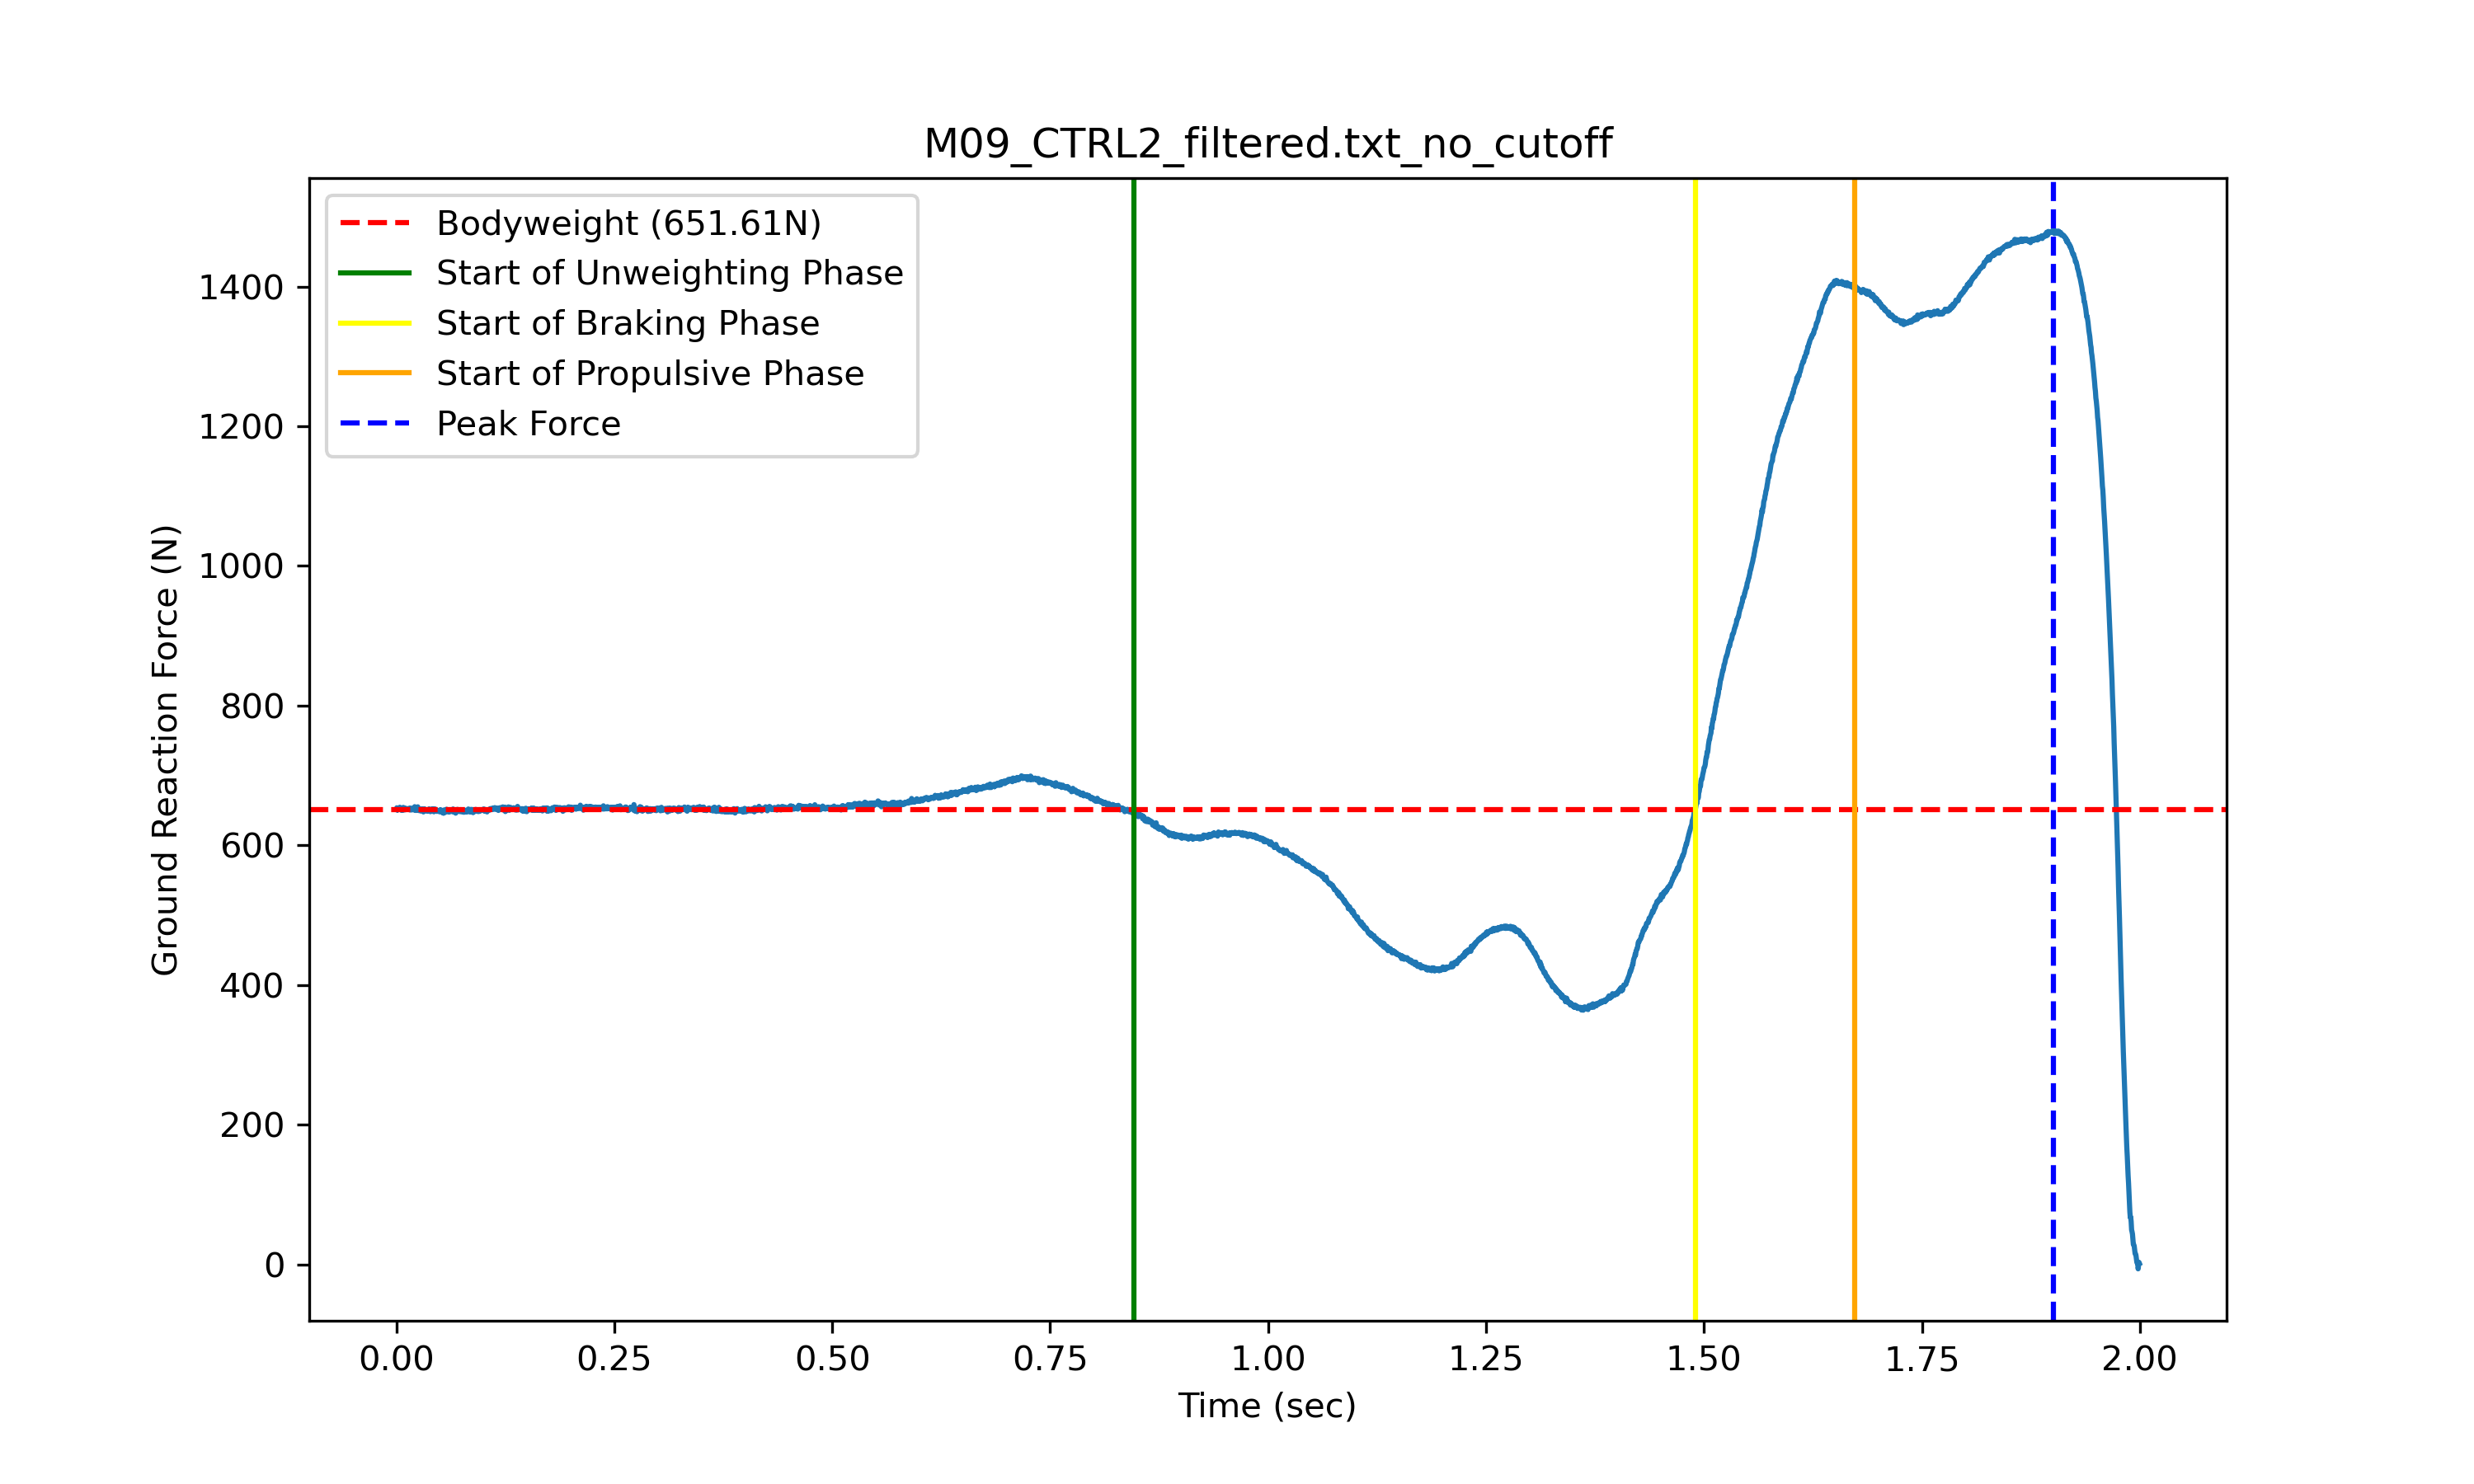 M09_CTRL2_filtered.txt_no_cutoff
Bodyweight (651.61N)
Start of Unweighting Phase
Start of Braking Phase
Start of Propulsive Phase
Peak Force
Ground Reaction Force (N)
1400
1200
1000
800
600
400
200
0
0.00 0.25 0.50 0.75 1.00 1.25 1.50 1.75 2.00
Time (sec)